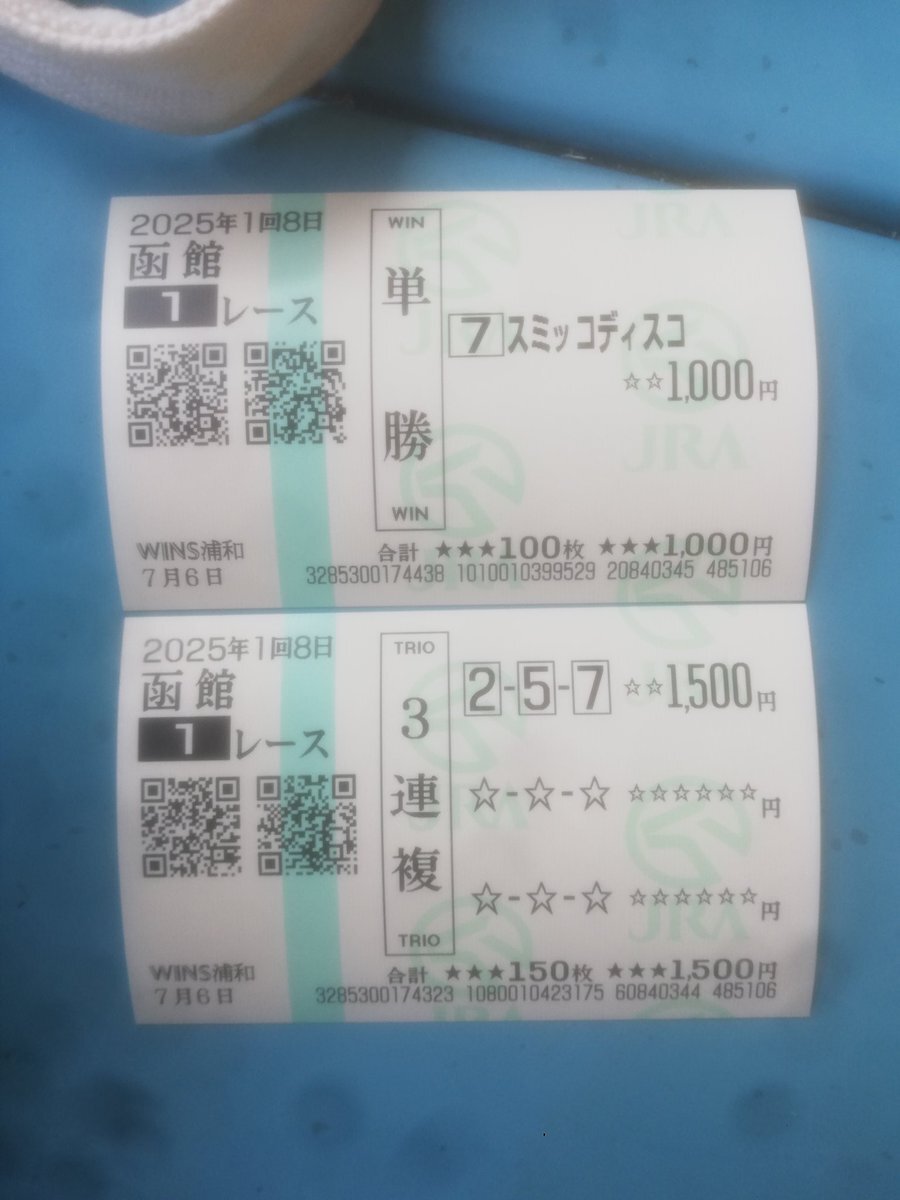 2025年1回8日
函館
1レース
WIN
単勝
WIN
7スミッコディスコ
☆☆1,000円
WINS浦和
7月6日
合計 ★★★100枚 ★★★1,000円
3285300174438 1010010399529 20840345 485106
JRA
JRA
2025年1回8日
函館
1レース
TRIO
3連複
TRIO
2-5-7 ☆☆1,500円
☆-☆-☆ ☆☆☆☆☆☆円
☆-☆-☆ ☆☆☆☆☆☆円
WINS浦和
7月6日
合計 ★★★150枚 ★★★1,500円
3285300174323 1080010423175 60840344 485106
JRA